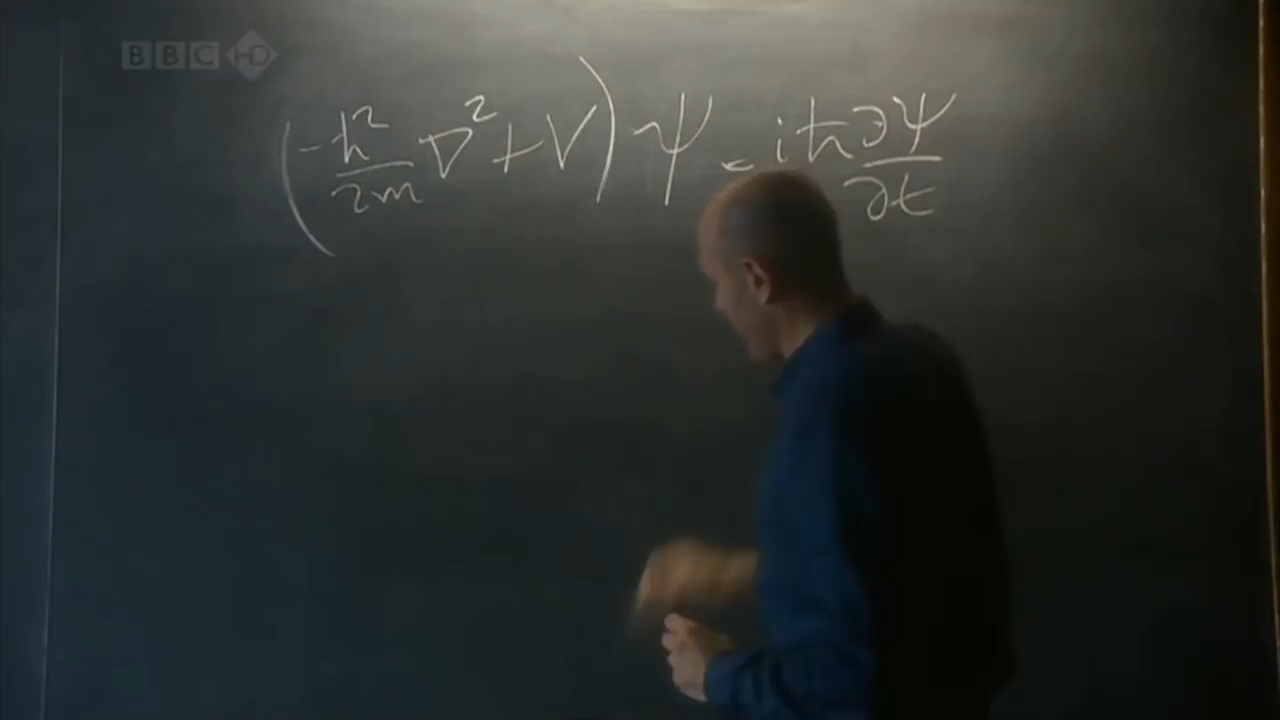 BBC HD
(-ħ²/2m ∇² + V) ψ = iħ ∂ψ/∂t